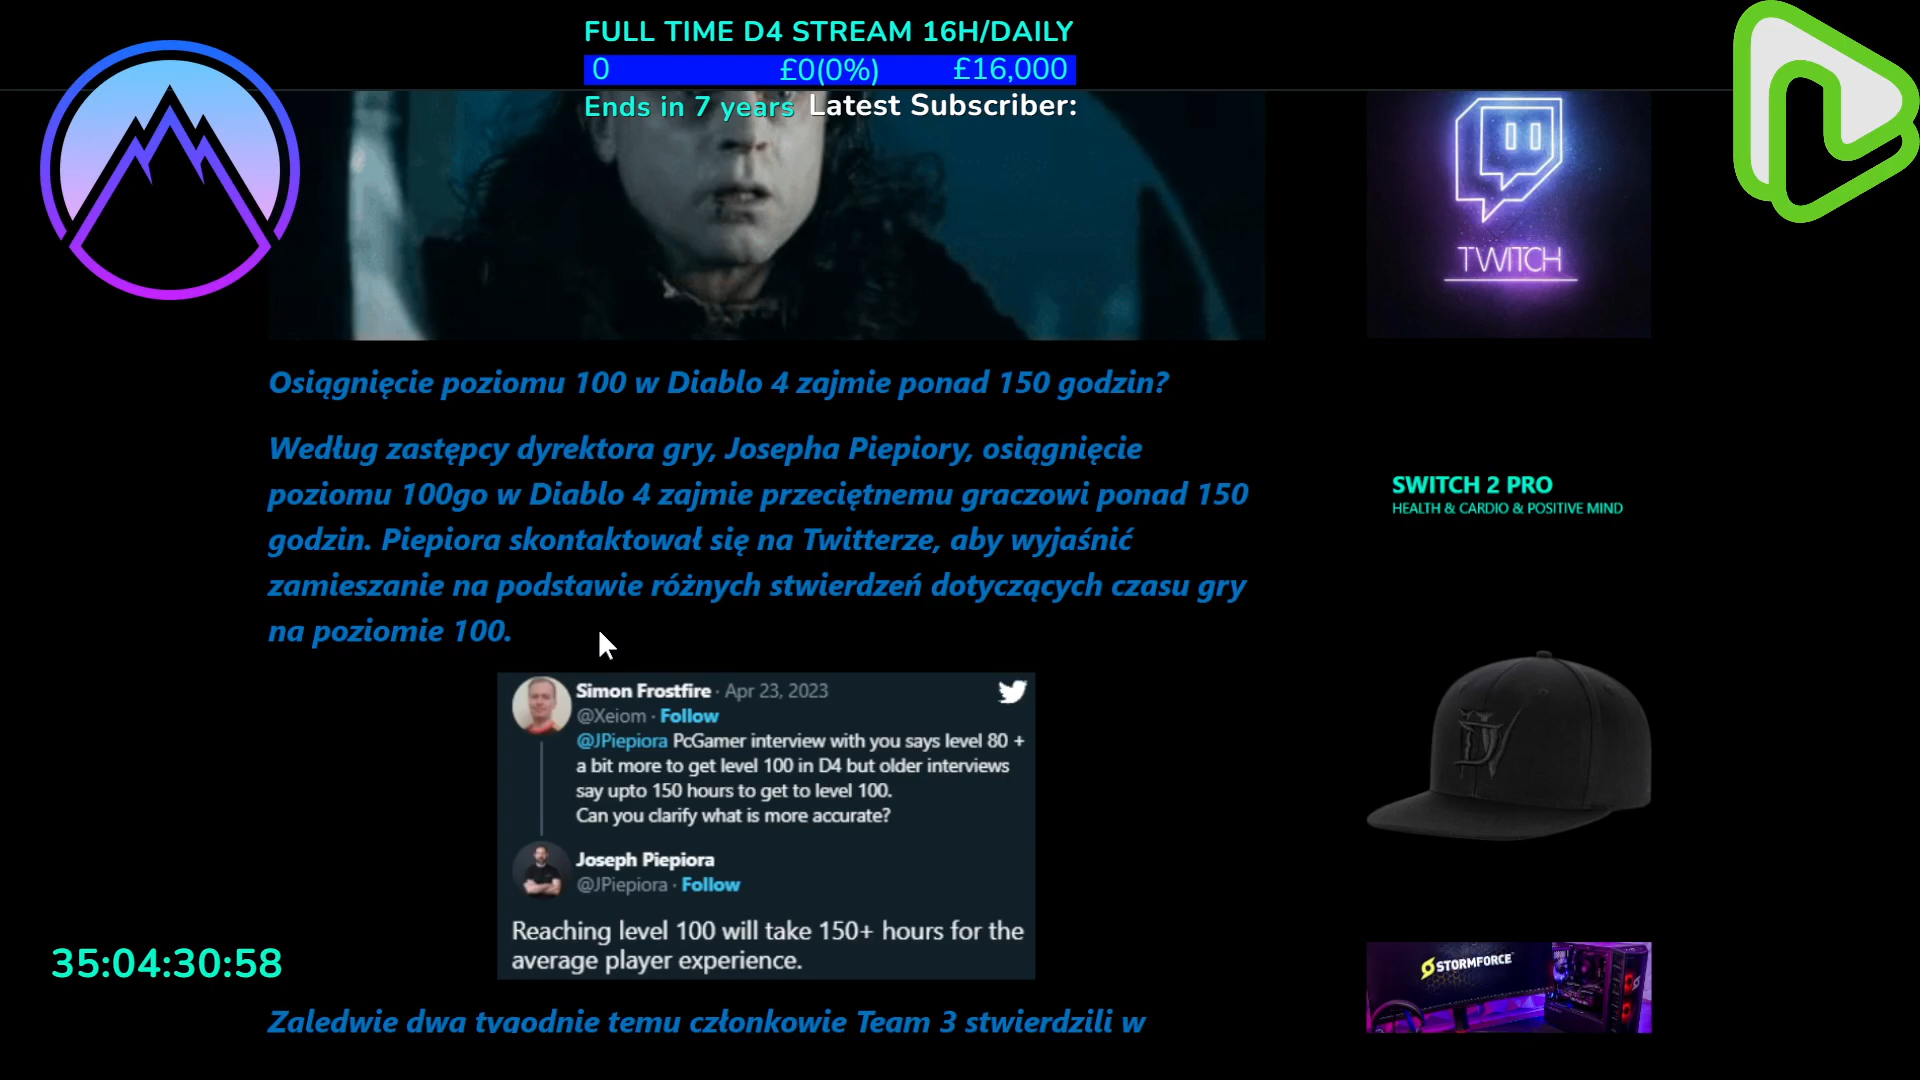 FULL TIME D4 STREAM 16H/DAILY
0 £0(0%) £16,000
Ends in 7 years Latest Subscriber:
TWITCH
Osiągnięcie poziomu 100 w Diablo 4 zajmie ponad 150 godzin?
Według zastępcy dyrektora gry, Josepha Piepiory, osiągnięcie
poziomu 100go w Diablo 4 zajmie przeciętnemu graczowi ponad 150
godzin. Piepiora skontaktował się na Twitterze, aby wyjaśnić
zamieszanie na podstawie różnych stwierdzeń dotyczących czasu gry
na poziomie 100.
SWITCH 2 PRO
HEALTH & CARDIO & POSITIVE MIND
Simon Frostfire · Apr 23, 2023
@Xeiom · Follow
@JPiepiora PcGamer interview with you says level 80 +
a bit more to get level 100 in D4 but older interviews
say upto 150 hours to get to level 100.
Can you clarify what is more accurate?
Joseph Piepiora
@JPiepiora · Follow
Reaching level 100 will take 150+ hours for the
average player experience.
STORMFORCE
35:04:30:58
Zaledwie dwa tygodnie temu członkowie Team 3 stwierdzili w